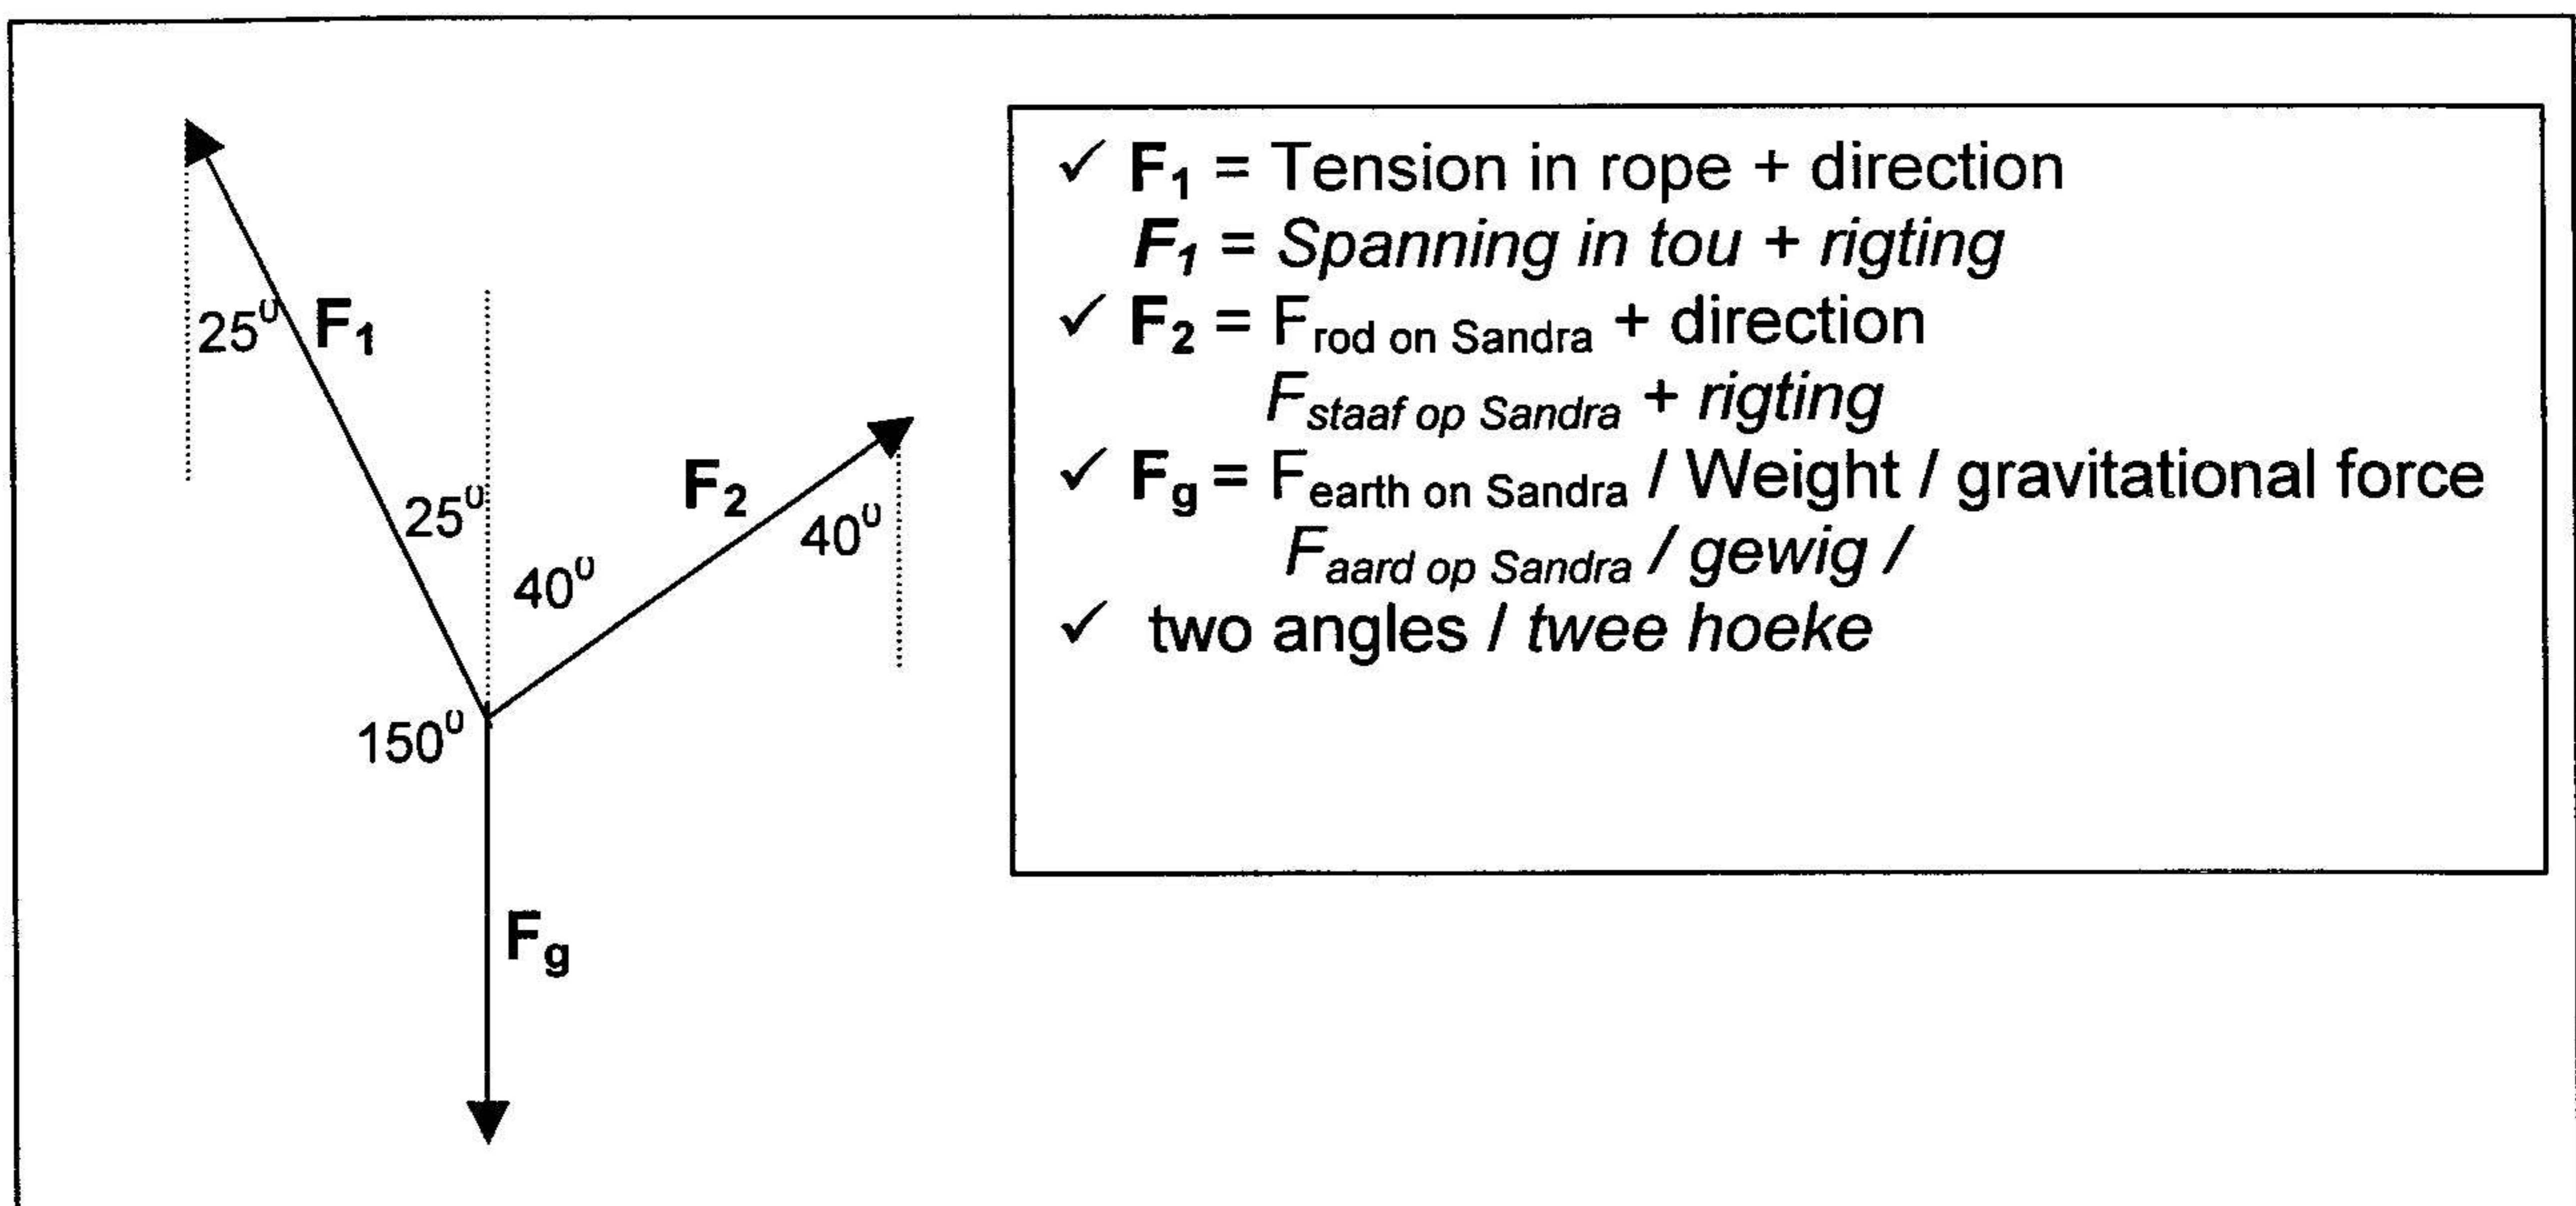 25⁰
F₁
25⁰
40⁰
F₂
40⁰
150⁰
F_g
✓ F₁ = Tension in rope + direction
F₁ = Spanning in tou + rigting
✓ F₂ = F_rod on Sandra + direction
F_staaf op Sandra + rigting
✓ F_g = F_earth on Sandra / Weight / gravitational force
F_aard op Sandra / gewig /
✓ two angles / twee hoeke